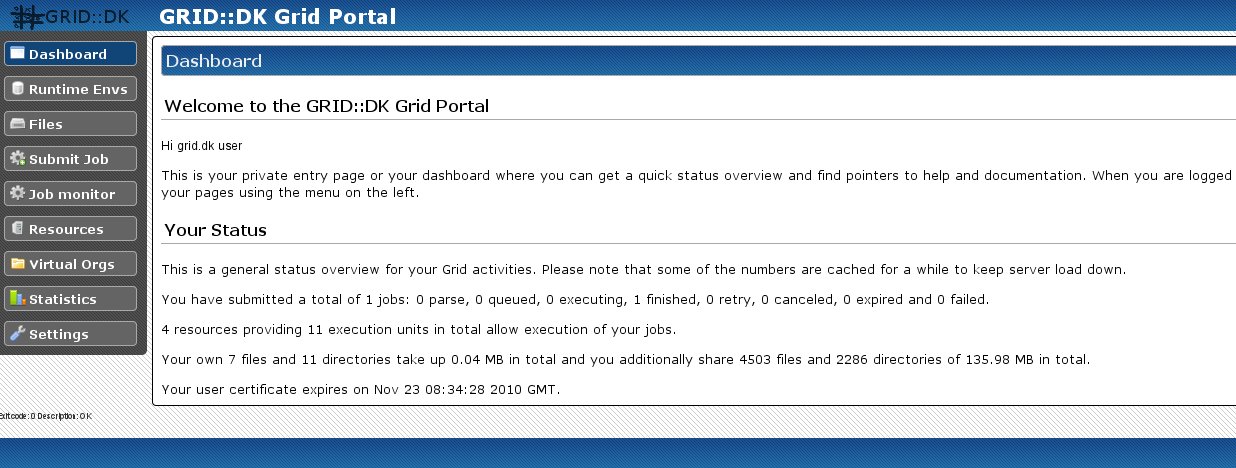 GRID::DK
GRID::DK Grid Portal
Dashboard
Runtime Envs
Files
Submit Job
Job monitor
Resources
Virtual Orgs
Statistics
Settings
Dashboard
Welcome to the GRID::DK Grid Portal
Hi grid.dk user
This is your private entry page or your dashboard where you can get a quick status overview and find pointers to help and documentation. When you are logged
your pages using the menu on the left.
Your Status
This is a general status overview for your Grid activities. Please note that some of the numbers are cached for a while to keep server load down.
You have submitted a total of 1 jobs: 0 parse, 0 queued, 0 executing, 1 finished, 0 retry, 0 canceled, 0 expired and 0 failed.
4 resources providing 11 execution units in total allow execution of your jobs.
Your own 7 files and 11 directories take up 0.04 MB in total and you additionally share 4503 files and 2286 directories of 135.98 MB in total.
Your user certificate expires on Nov 23 08:34:28 2010 GMT.
Exit code: 0 Description: OK